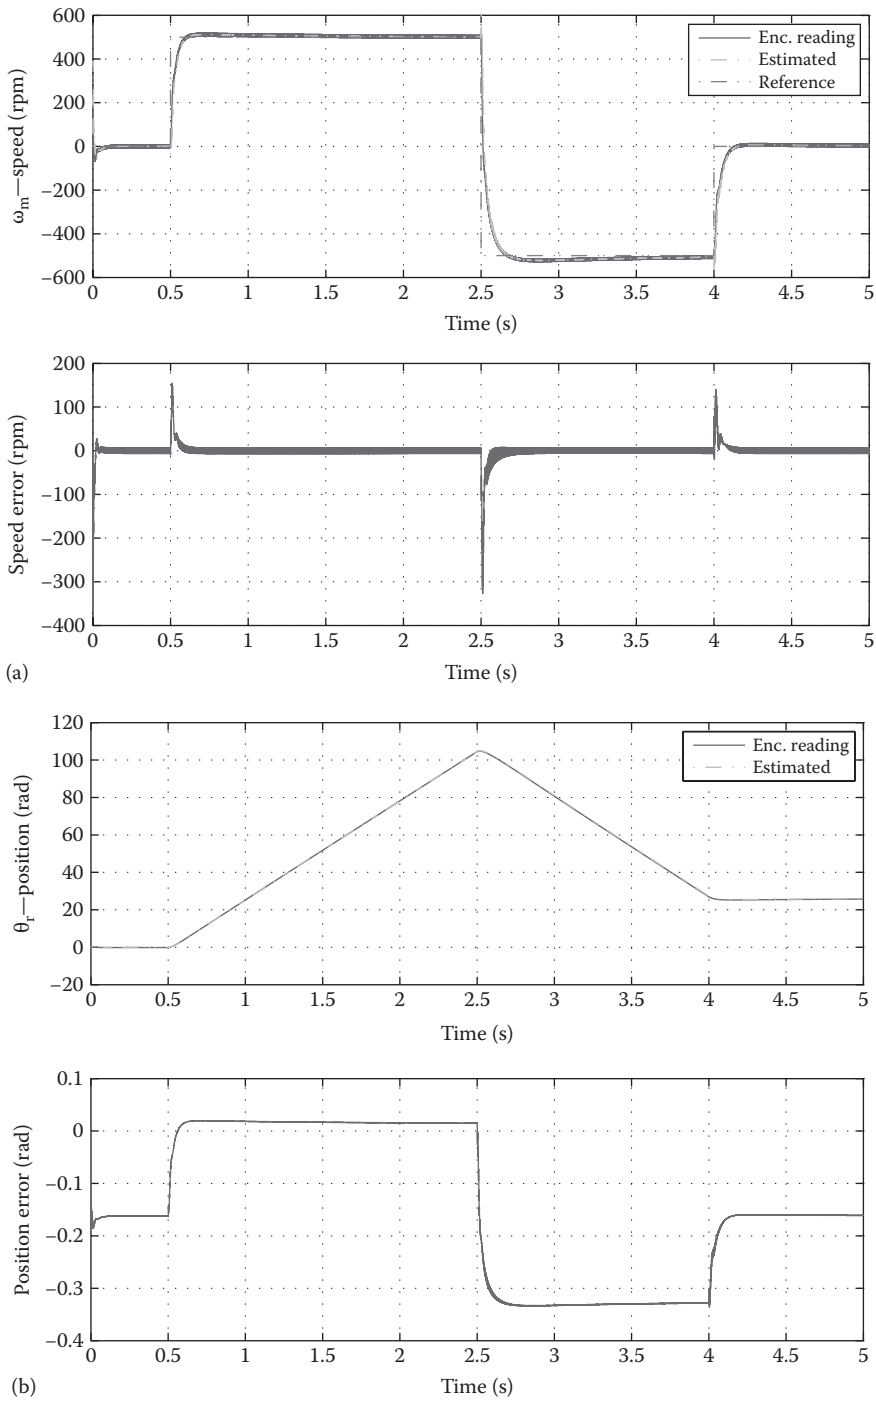 600
400
200
0
−200
−400
−600
ωm—speed (rpm)
Enc. reading
Estimated
Reference
0 0.5 1 1.5 2 2.5 3 3.5 4 4.5 5
Time (s)
200
100
0
−100
−200
−300
−400
Speed error (rpm)
0 0.5 1 1.5 2 2.5 3 3.5 4 4.5 5
(a) Time (s)
120
100
80
60
40
20
0
−20
θr—position (rad)
Enc. reading
Estimated
0 0.5 1 1.5 2 2.5 3 3.5 4 4.5 5
Time (s)
0.1
0
−0.1
−0.2
−0.3
−0.4
Position error (rad)
0 0.5 1 1.5 2 2.5 3 3.5 4 4.5 5
(b) Time (s)